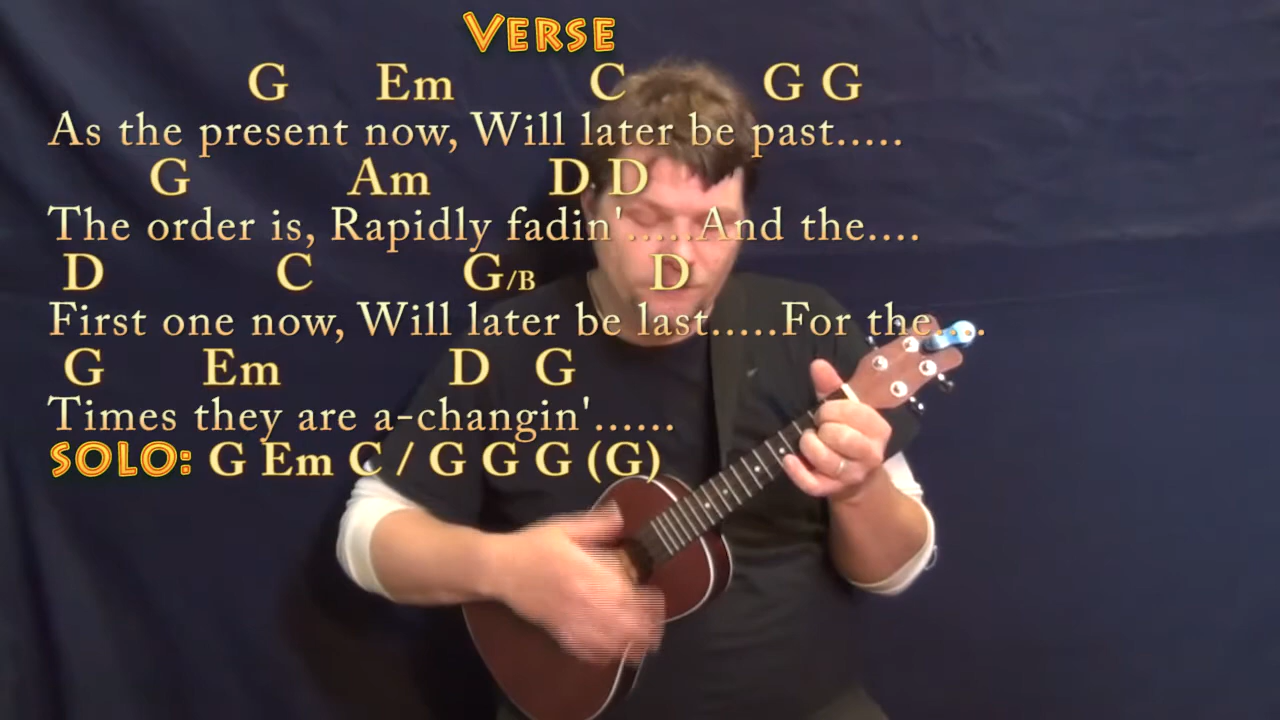 VERSE
G Em C G G
As the present now, Will later be past.....
G Am D D
The order is, Rapidly fadin'.....And the....
D C G/B D
First one now, Will later be last.....For the....
G Em D G
Times they are a-changin'......
SOLO: G Em C / G G G (G)